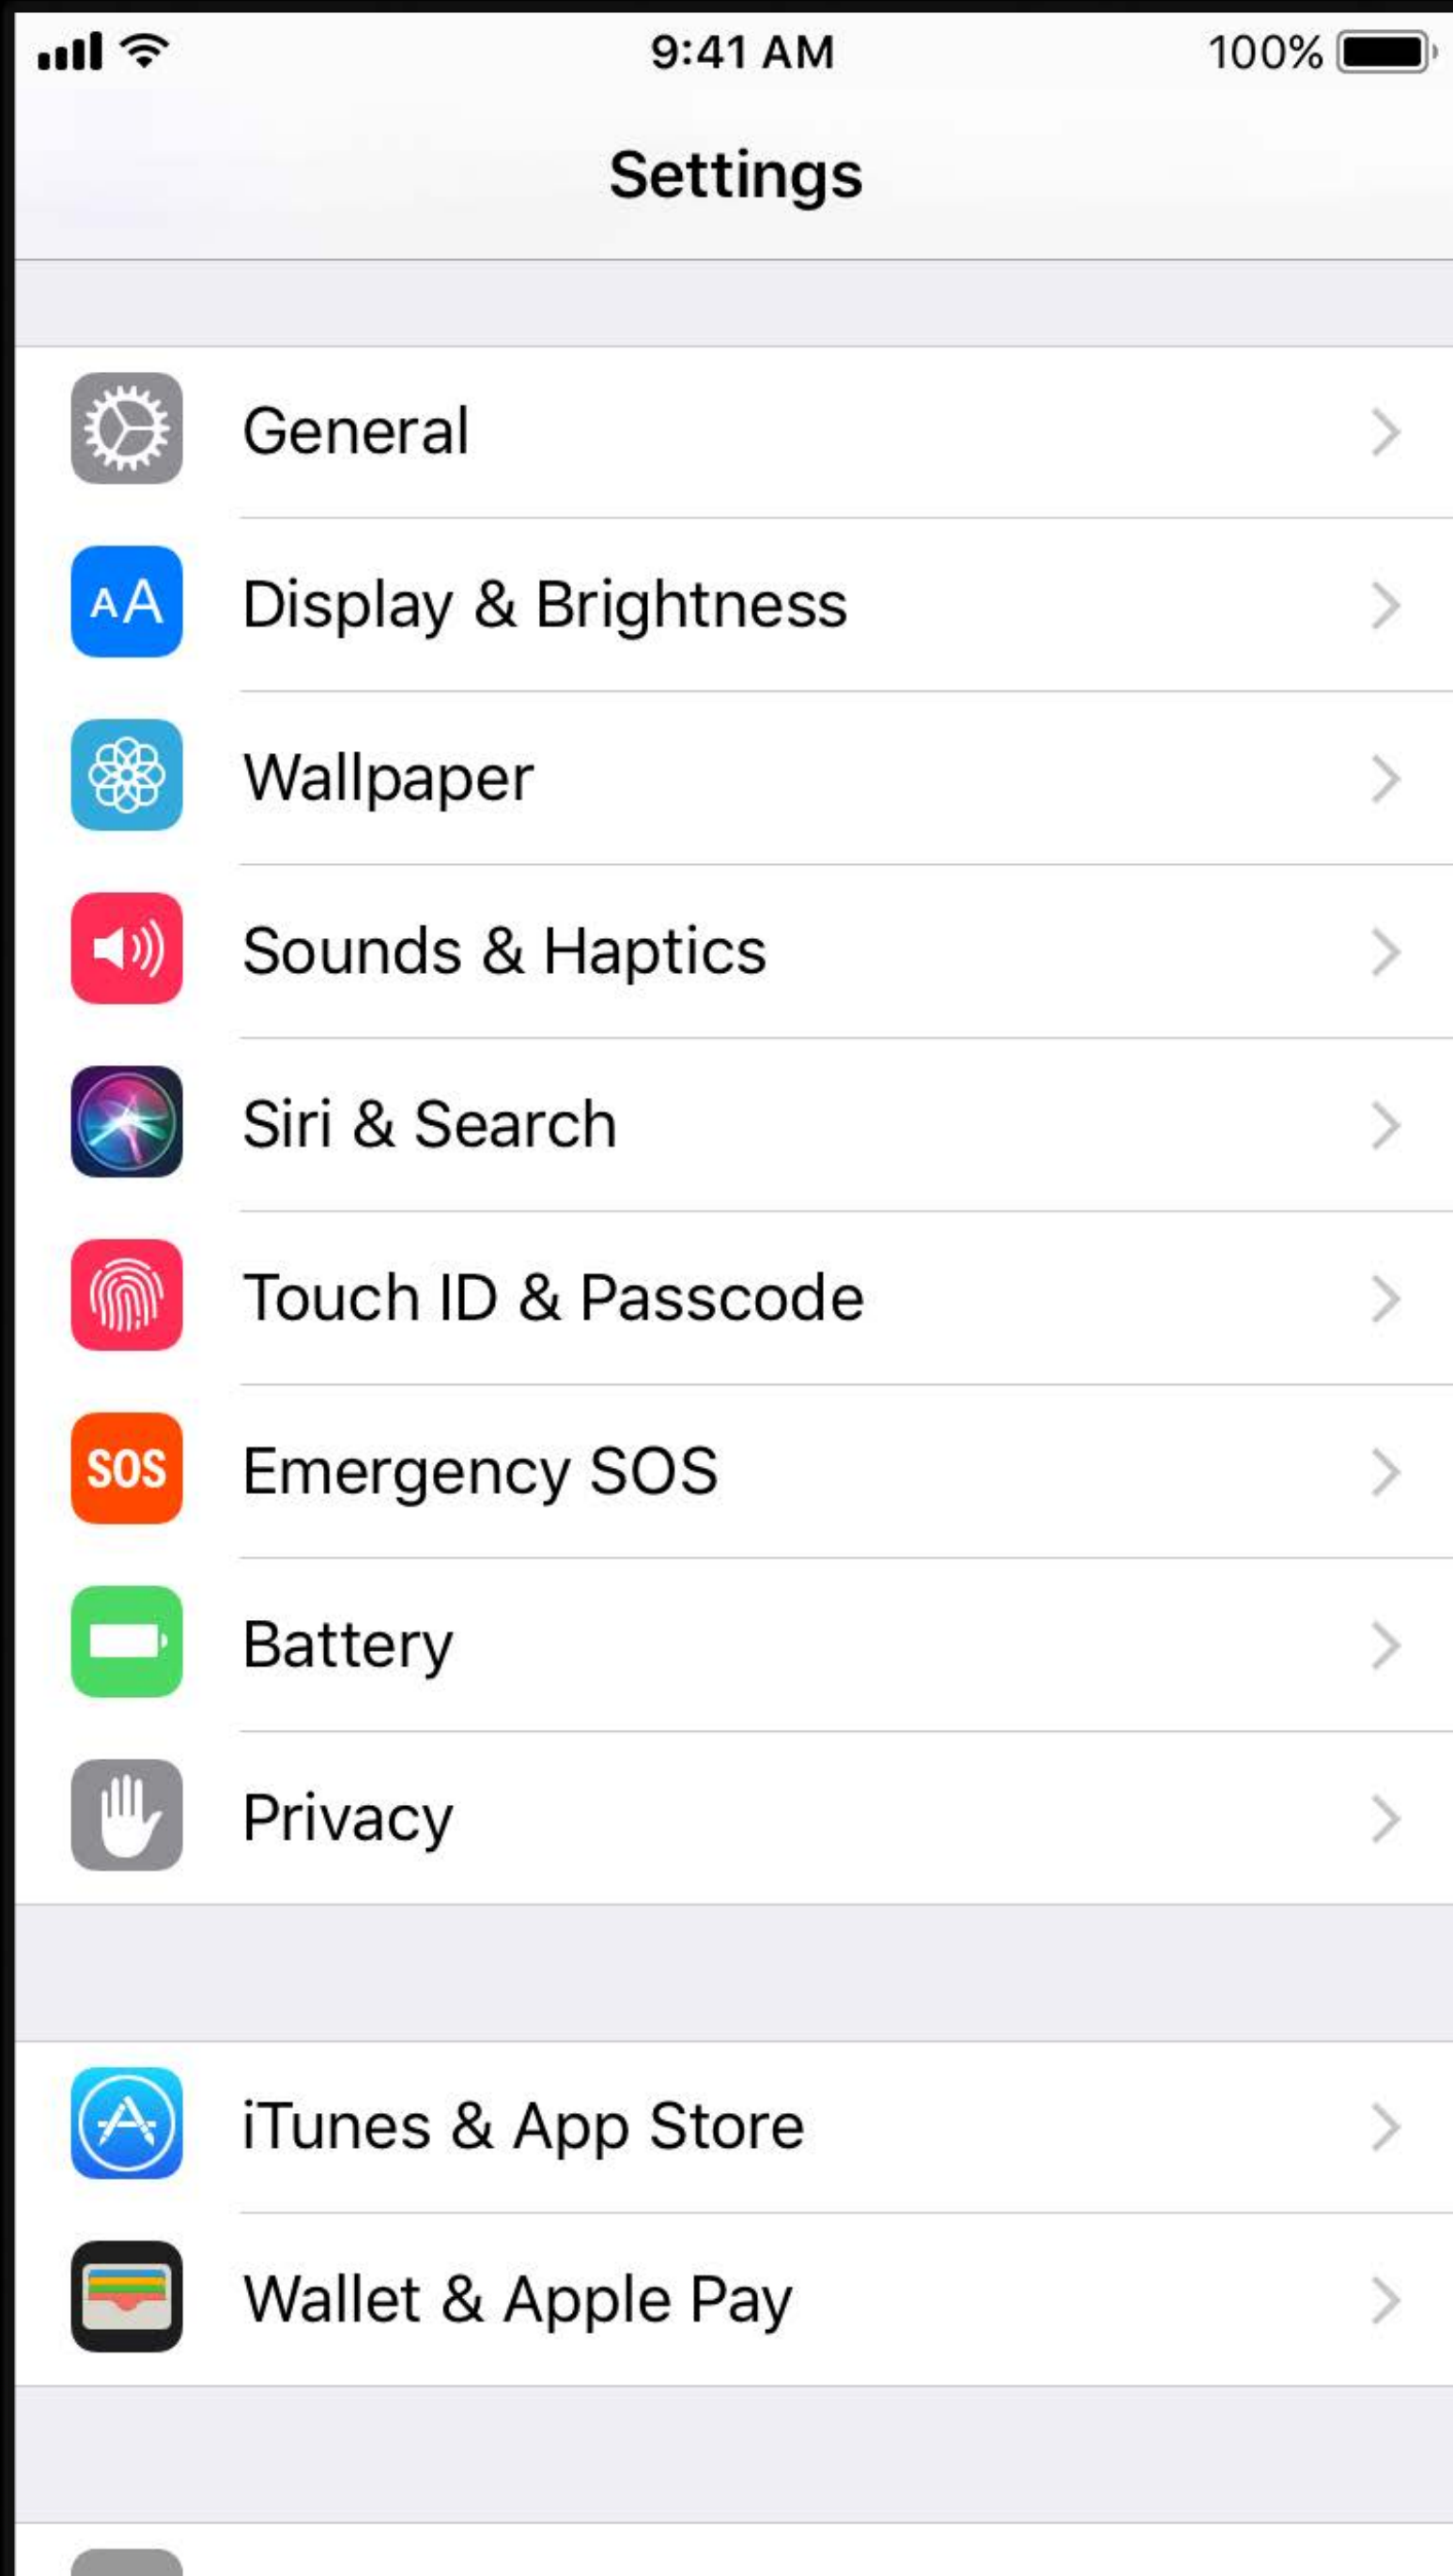 9:41 AM 100%
Settings
General
AA Display & Brightness
Wallpaper
Sounds & Haptics
Siri & Search
Touch ID & Passcode
SOS Emergency SOS
Battery
Privacy
iTunes & App Store
Wallet & Apple Pay